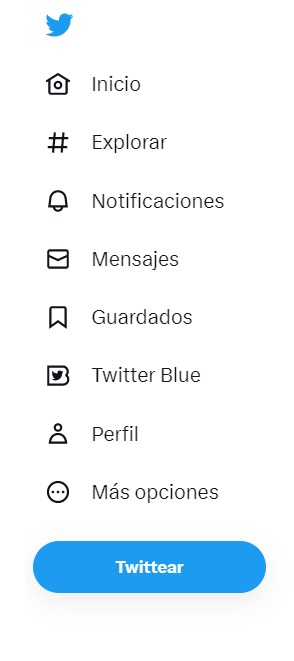 Inicio
Explorar
Notificaciones
Mensajes
Guardados
Twitter Blue
Perfil
Más opciones
Twittear